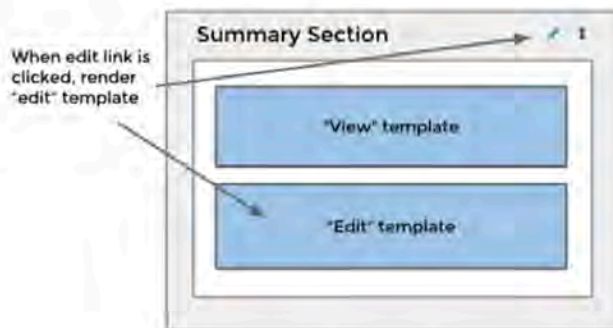 Summary Section
When edit link is
clicked, render
"edit" template
"View" template
"Edit" template